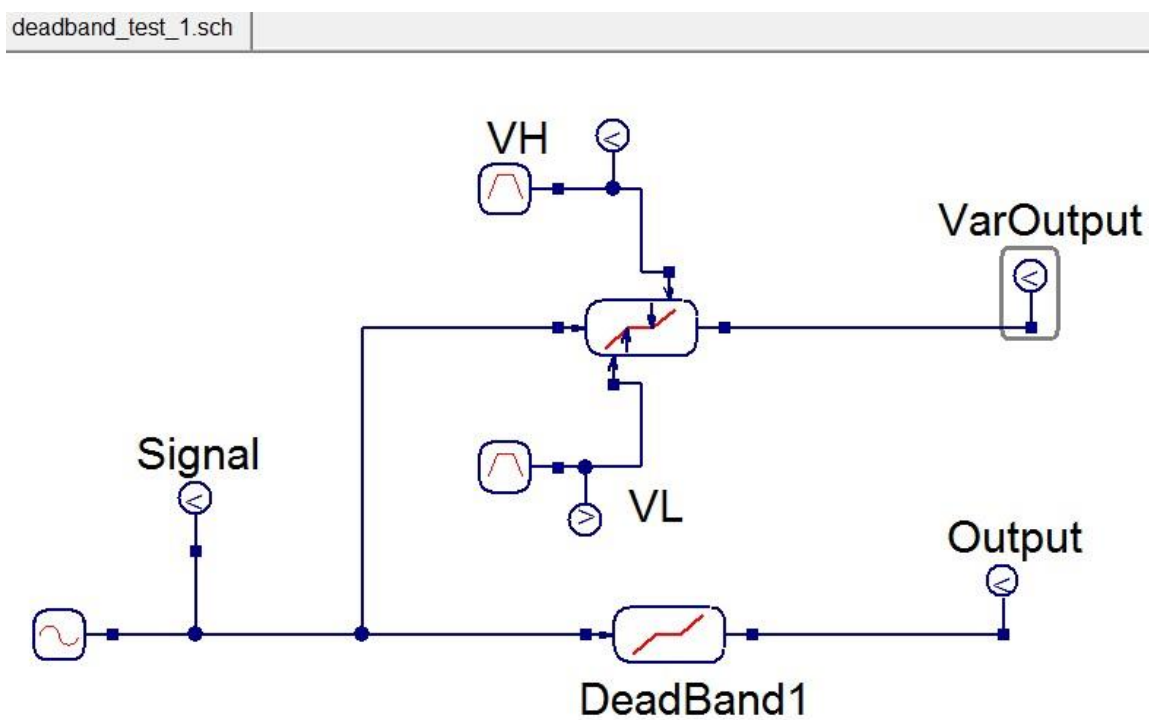 deadband_test_1.sch
VH
VarOutput
Signal
VL
Output
DeadBand1